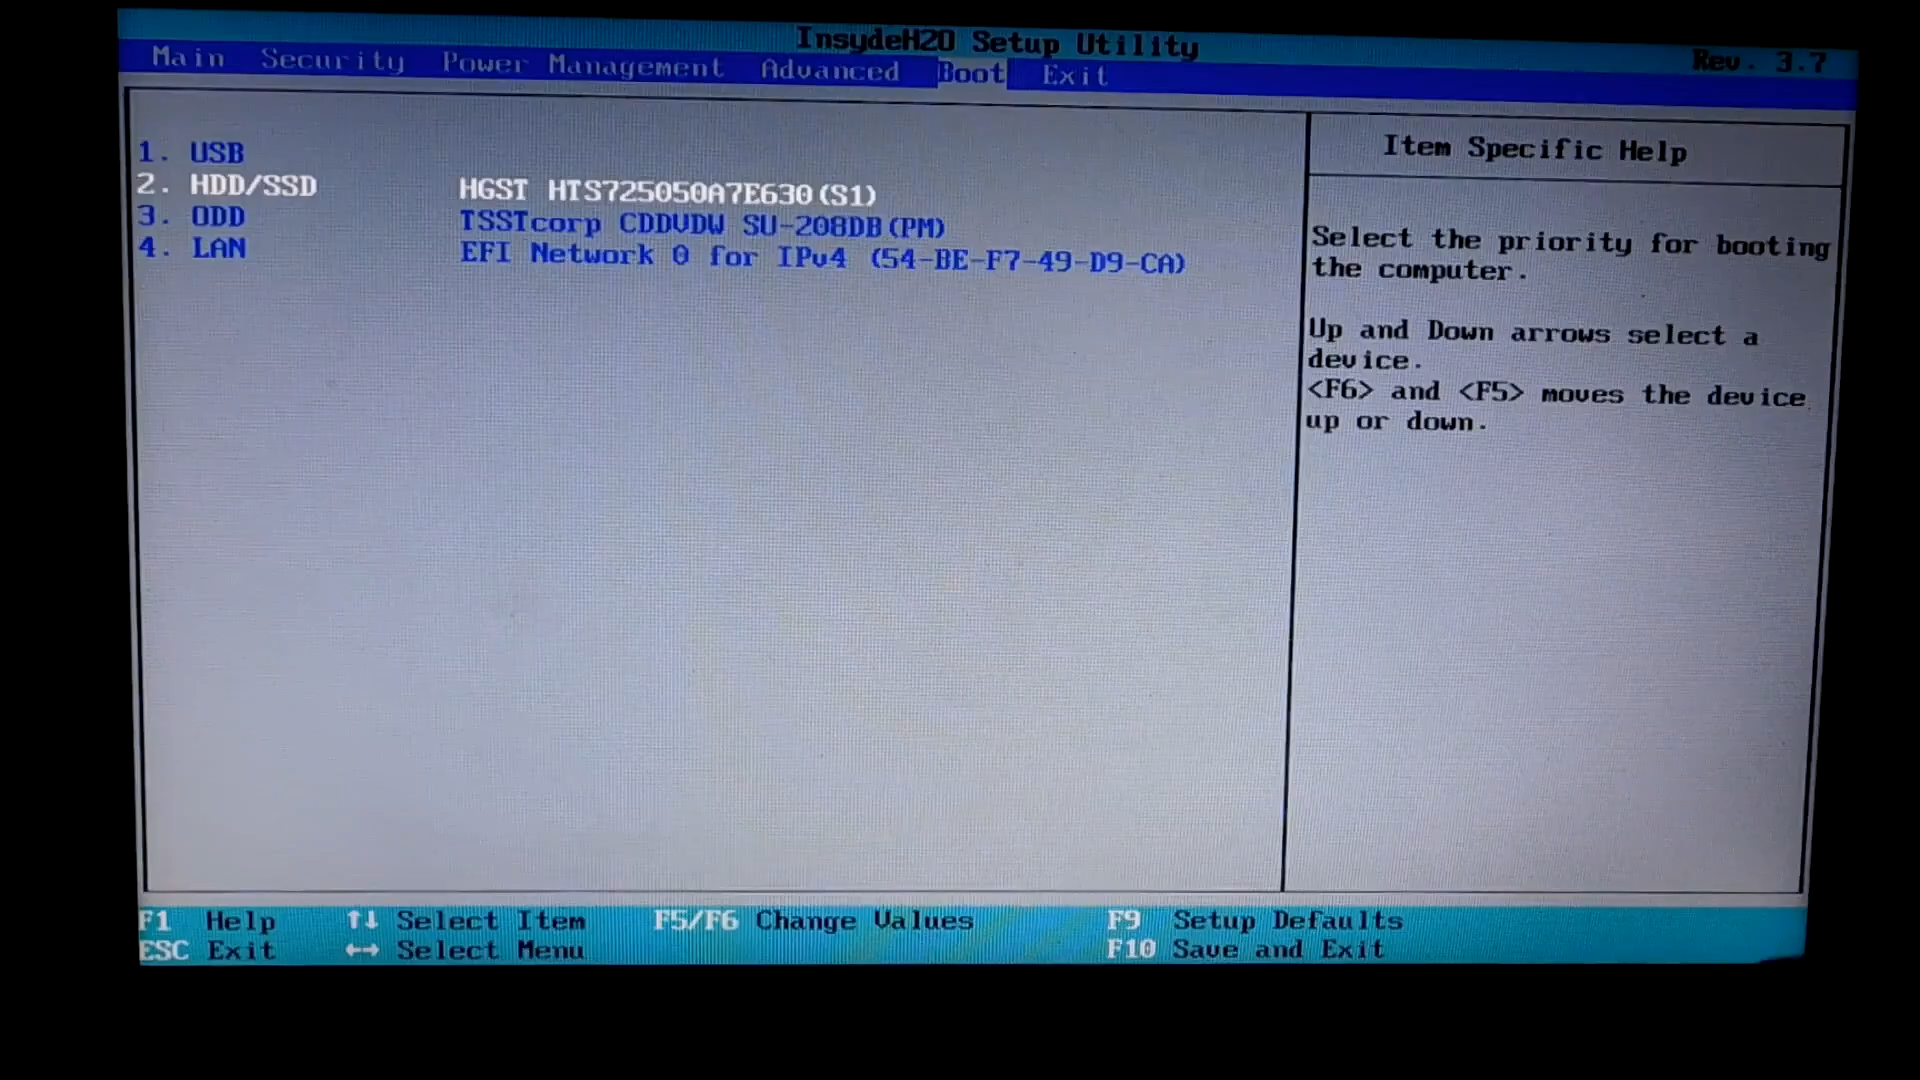 InsydeH20 Setup Utility
Rev. 3.7
Main Security Power Management Advanced Boot Exit
1. USB
2. HDD/SSD HGST HTS725050A7E630(S1)
3. ODD TSSTcorp CDDVDW SU-208DB(PM)
4. LAN EFI Network 0 for IPv4 (54-BE-F7-49-D9-CA)
Item Specific Help
Select the priority for booting
the computer.
Up and Down arrows select a
device.
<F6> and <F5> moves the device
up or down.
F1 Help ↑↓ Select Item F5/F6 Change Values F9 Setup Defaults
ESC Exit ↔ Select Menu F10 Save and Exit